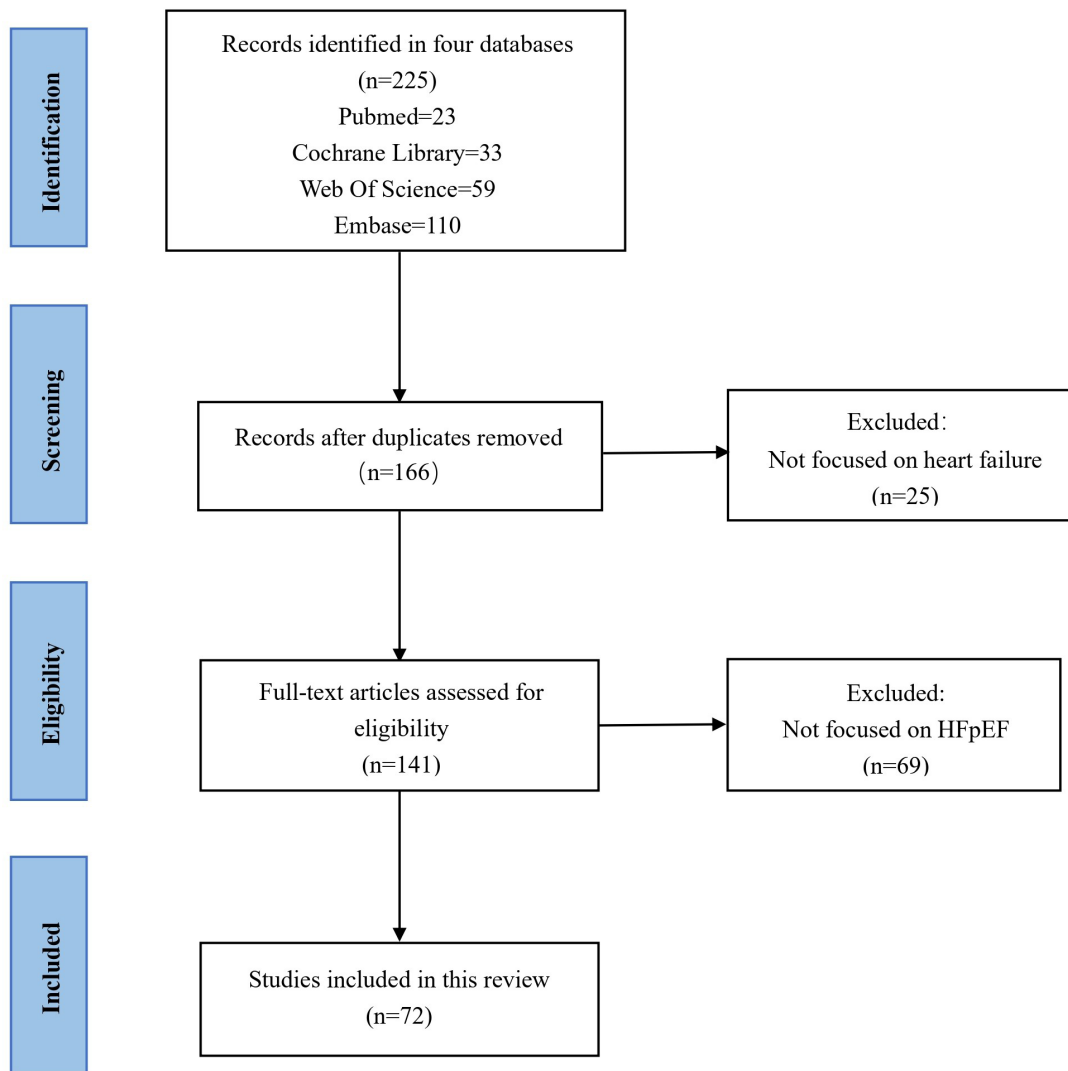 Identification
Records identified in four databases
(n=225)
Pubmed=23
Cochrane Library=33
Web Of Science=59
Embase=110
Screening
Records after duplicates removed
（n=166）
Excluded：
Not focused on heart failure
(n=25)
Eligibility
Full-text articles assessed for
eligibility
(n=141)
Excluded:
Not focused on HFpEF
(n=69)
Included
Studies included in this review
(n=72)